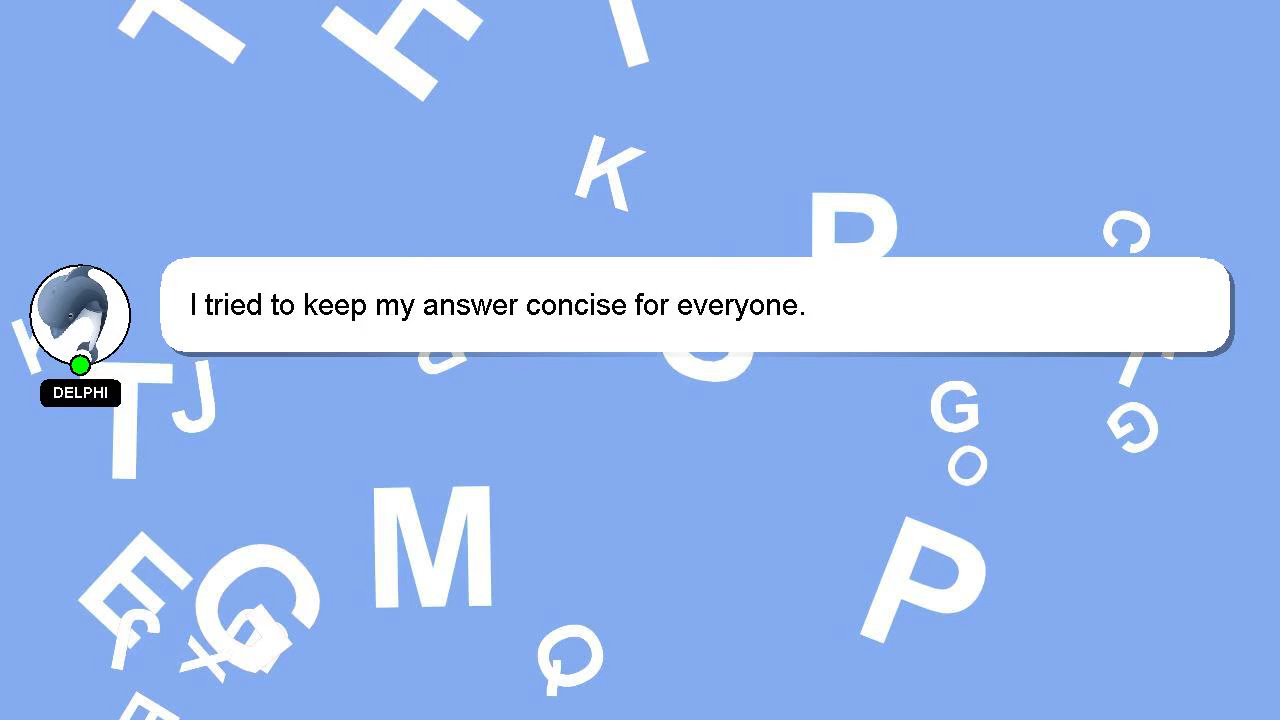 I tried to keep my answer concise for everyone.
DELPHI
T
H
I
K
P
C
T
J
G
G
O
M
P
E
G
J
X
Q
E